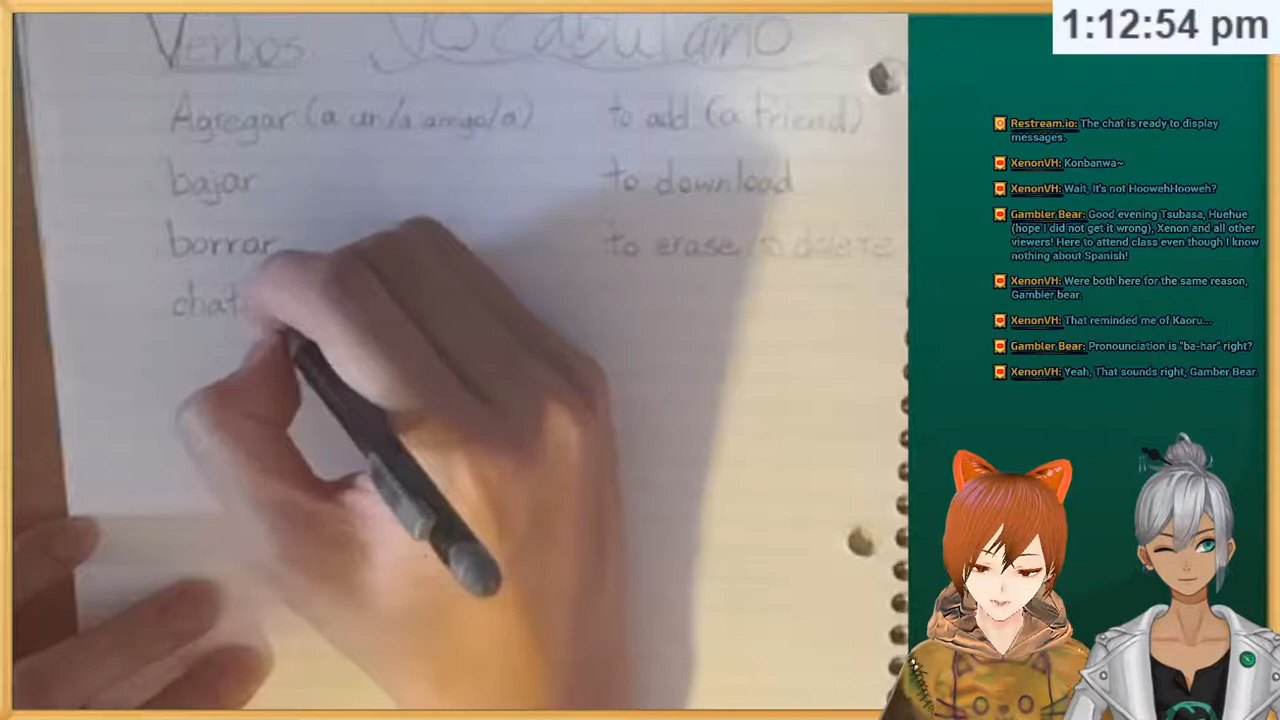 1:12:54 pm
Verbos Vocabulario
Agregar (a un/a amigo/a) to add (a friend)
bajar to download
borrar to erase/to delete
chat
Restream.io: The chat is ready to display
messages.
XenonVH: Konbanwa~
XenonVH: Wait, It's not HoowehHooweh?
Gambler Bear: Good evening Tsubasa, Huehue
(hope I did not get it wrong), Xenon and all other
viewers! Here to attend class even though I know
nothing about Spanish!
XenonVH: Were both here for the same reason,
Gambler bear.
XenonVH: That reminded me of Kaoru...
Gambler Bear: Pronounciation is "ba-har" right?
XenonVH: Yeah, That sounds right, Gamber Bear.